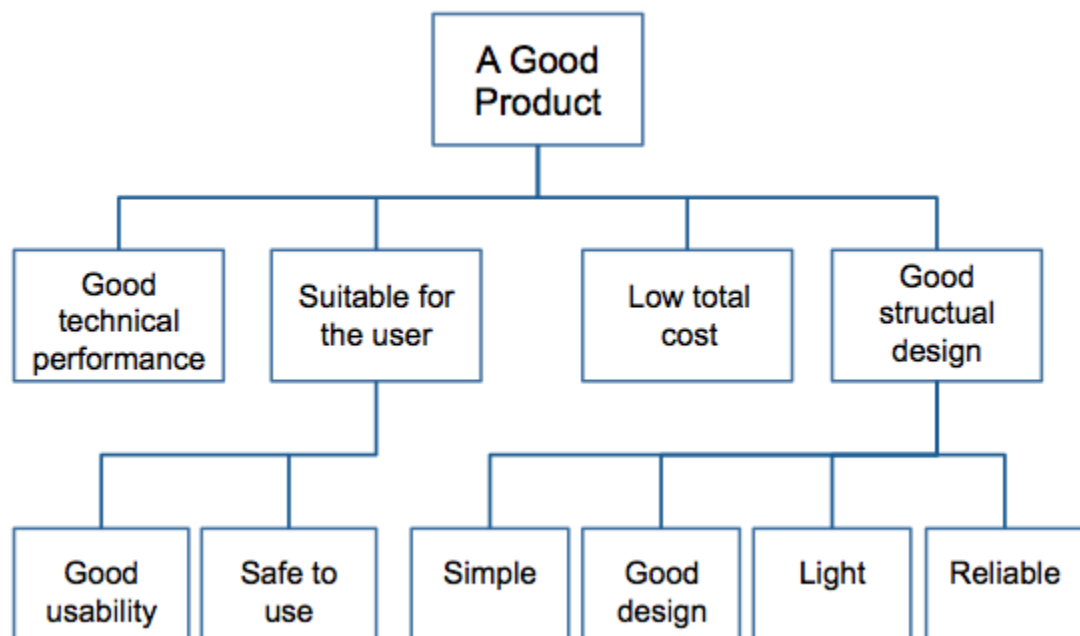 A Good
Product
Good
technical
performance
Suitable for
the user
Low total
cost
Good
structual
design
Good
usability
Safe to
use
Simple
Good
design
Light
Reliable